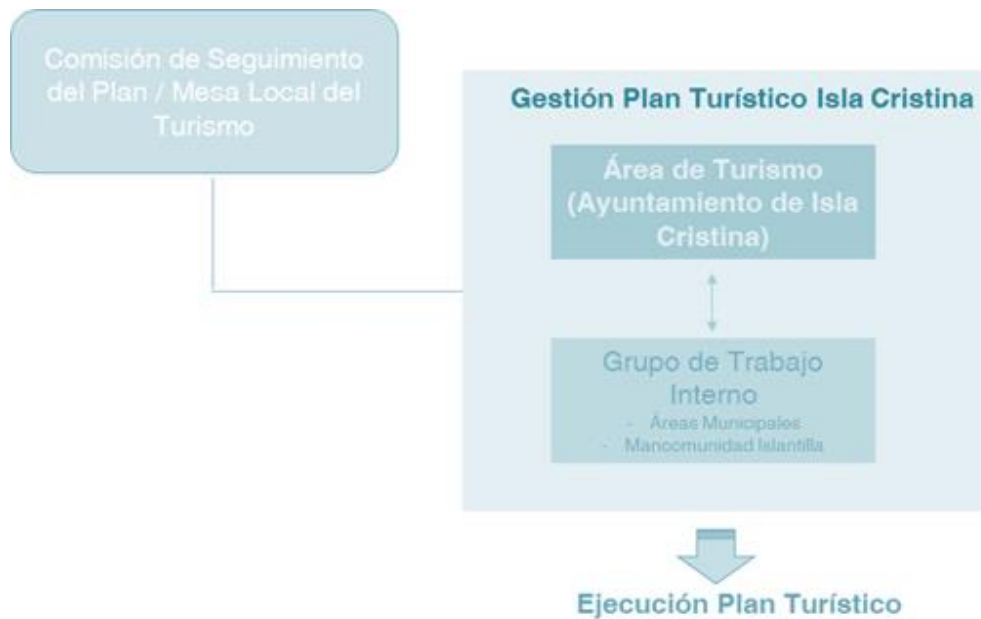 Comisión de Seguimiento
del Plan / Mesa Local del
Turismo
Gestión Plan Turístico Isla Cristina
Área de Turismo
(Ayuntamiento de Isla
Cristina)
Grupo de Trabajo
Interno
- Áreas Municipales
- Mancomunidad Islantilla
Ejecución Plan Turístico